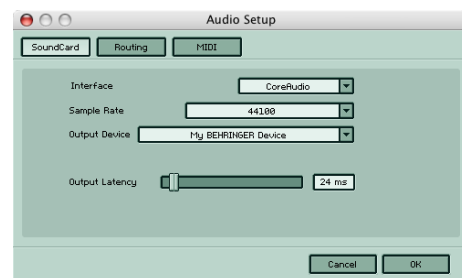 Audio Setup
SoundCard Routing MIDI
Interface CoreAudio
Sample Rate 44100
Output Device My BEHRINGER Device
Output Latency 24 ms
Cancel OK